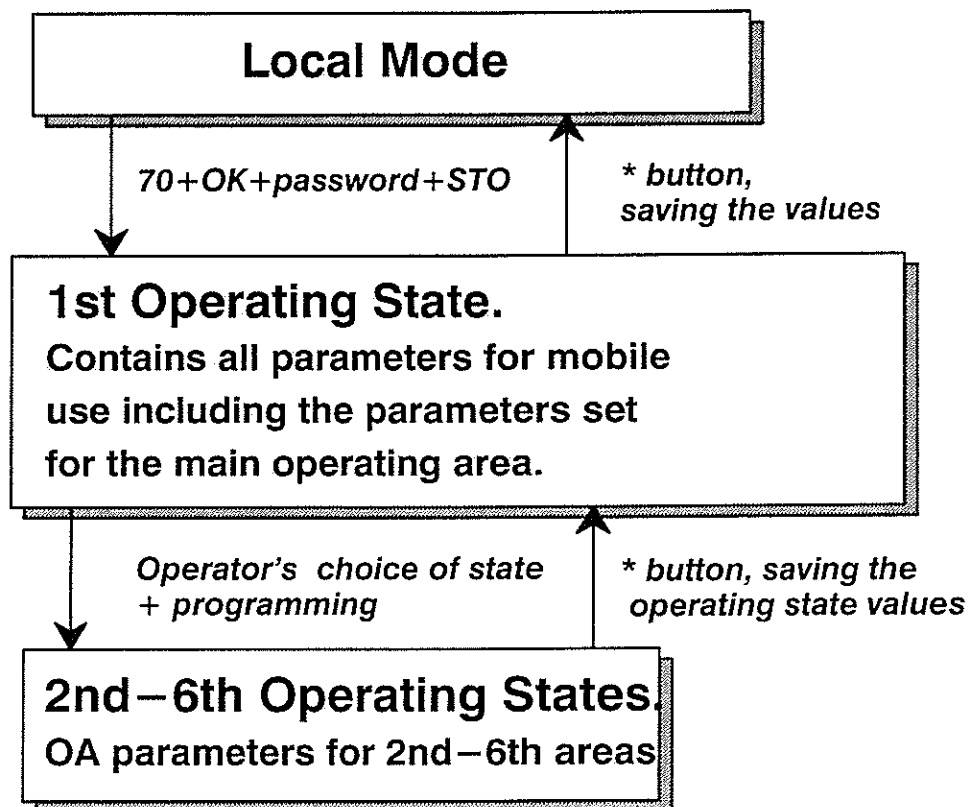 Local Mode
70+OK+password+STO
* button,
saving the values
1st Operating State.
Contains all parameters for mobile
use including the parameters set
for the main operating area.
Operator's choice of state
+ programming
* button, saving the
operating state values
2nd–6th Operating States.
OA parameters for 2nd–6th areas